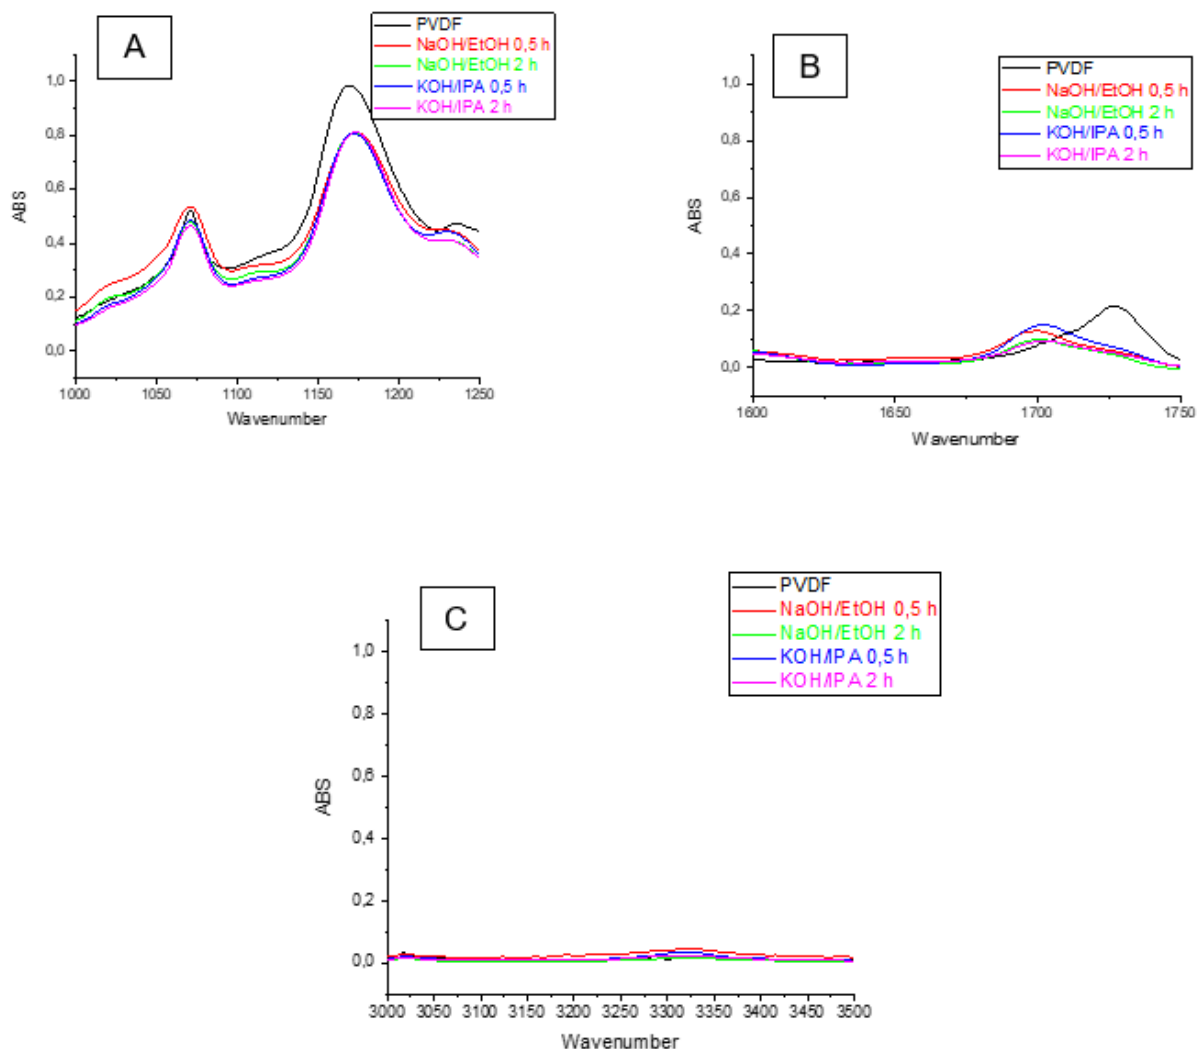 A
PVDF
NaOH/EtOH 0,5 h
NaOH/EtOH 2 h
KOH/IPA 0,5 h
KOH/IPA 2 h
1,0
0,8
0,6
0,4
0,2
0,0
ABS
1000 1050 1100 1150 1200 1250
Wavenumber
B
PVDF
NaOH/EtOH 0,5 h
NaOH/EtOH 2 h
KOH/IPA 0,5 h
KOH/IPA 2 h
1,0
0,8
0,6
0,4
0,2
0,0
ABS
1600 1650 1700 1750
Wavenumber
C
PVDF
NaOH/EtOH 0,5 h
NaOH/EtOH 2 h
KOH/IPA 0,5 h
KOH/IPA 2 h
1,0
0,8
0,6
0,4
0,2
0,0
ABS
3000 3050 3100 3150 3200 3250 3300 3350 3400 3450 3500
Wavenumber